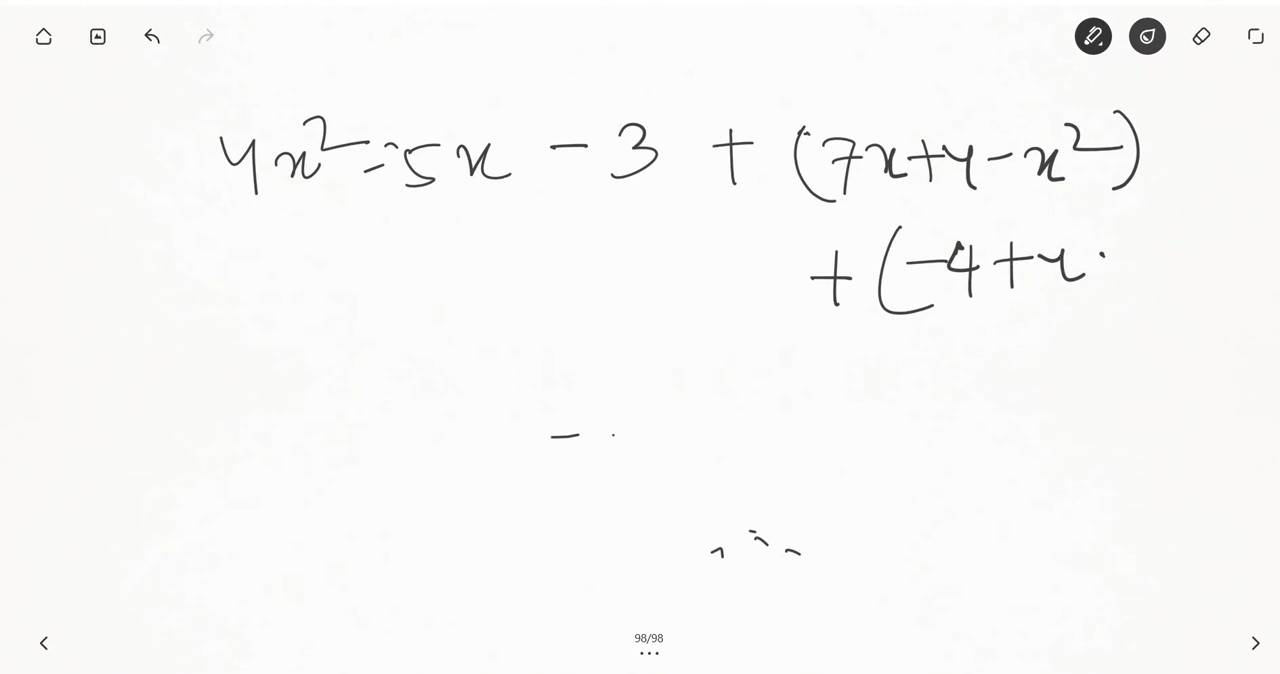 4x² = 5x - 3 + (7x+4-x²)
+ (-4+x
98/98